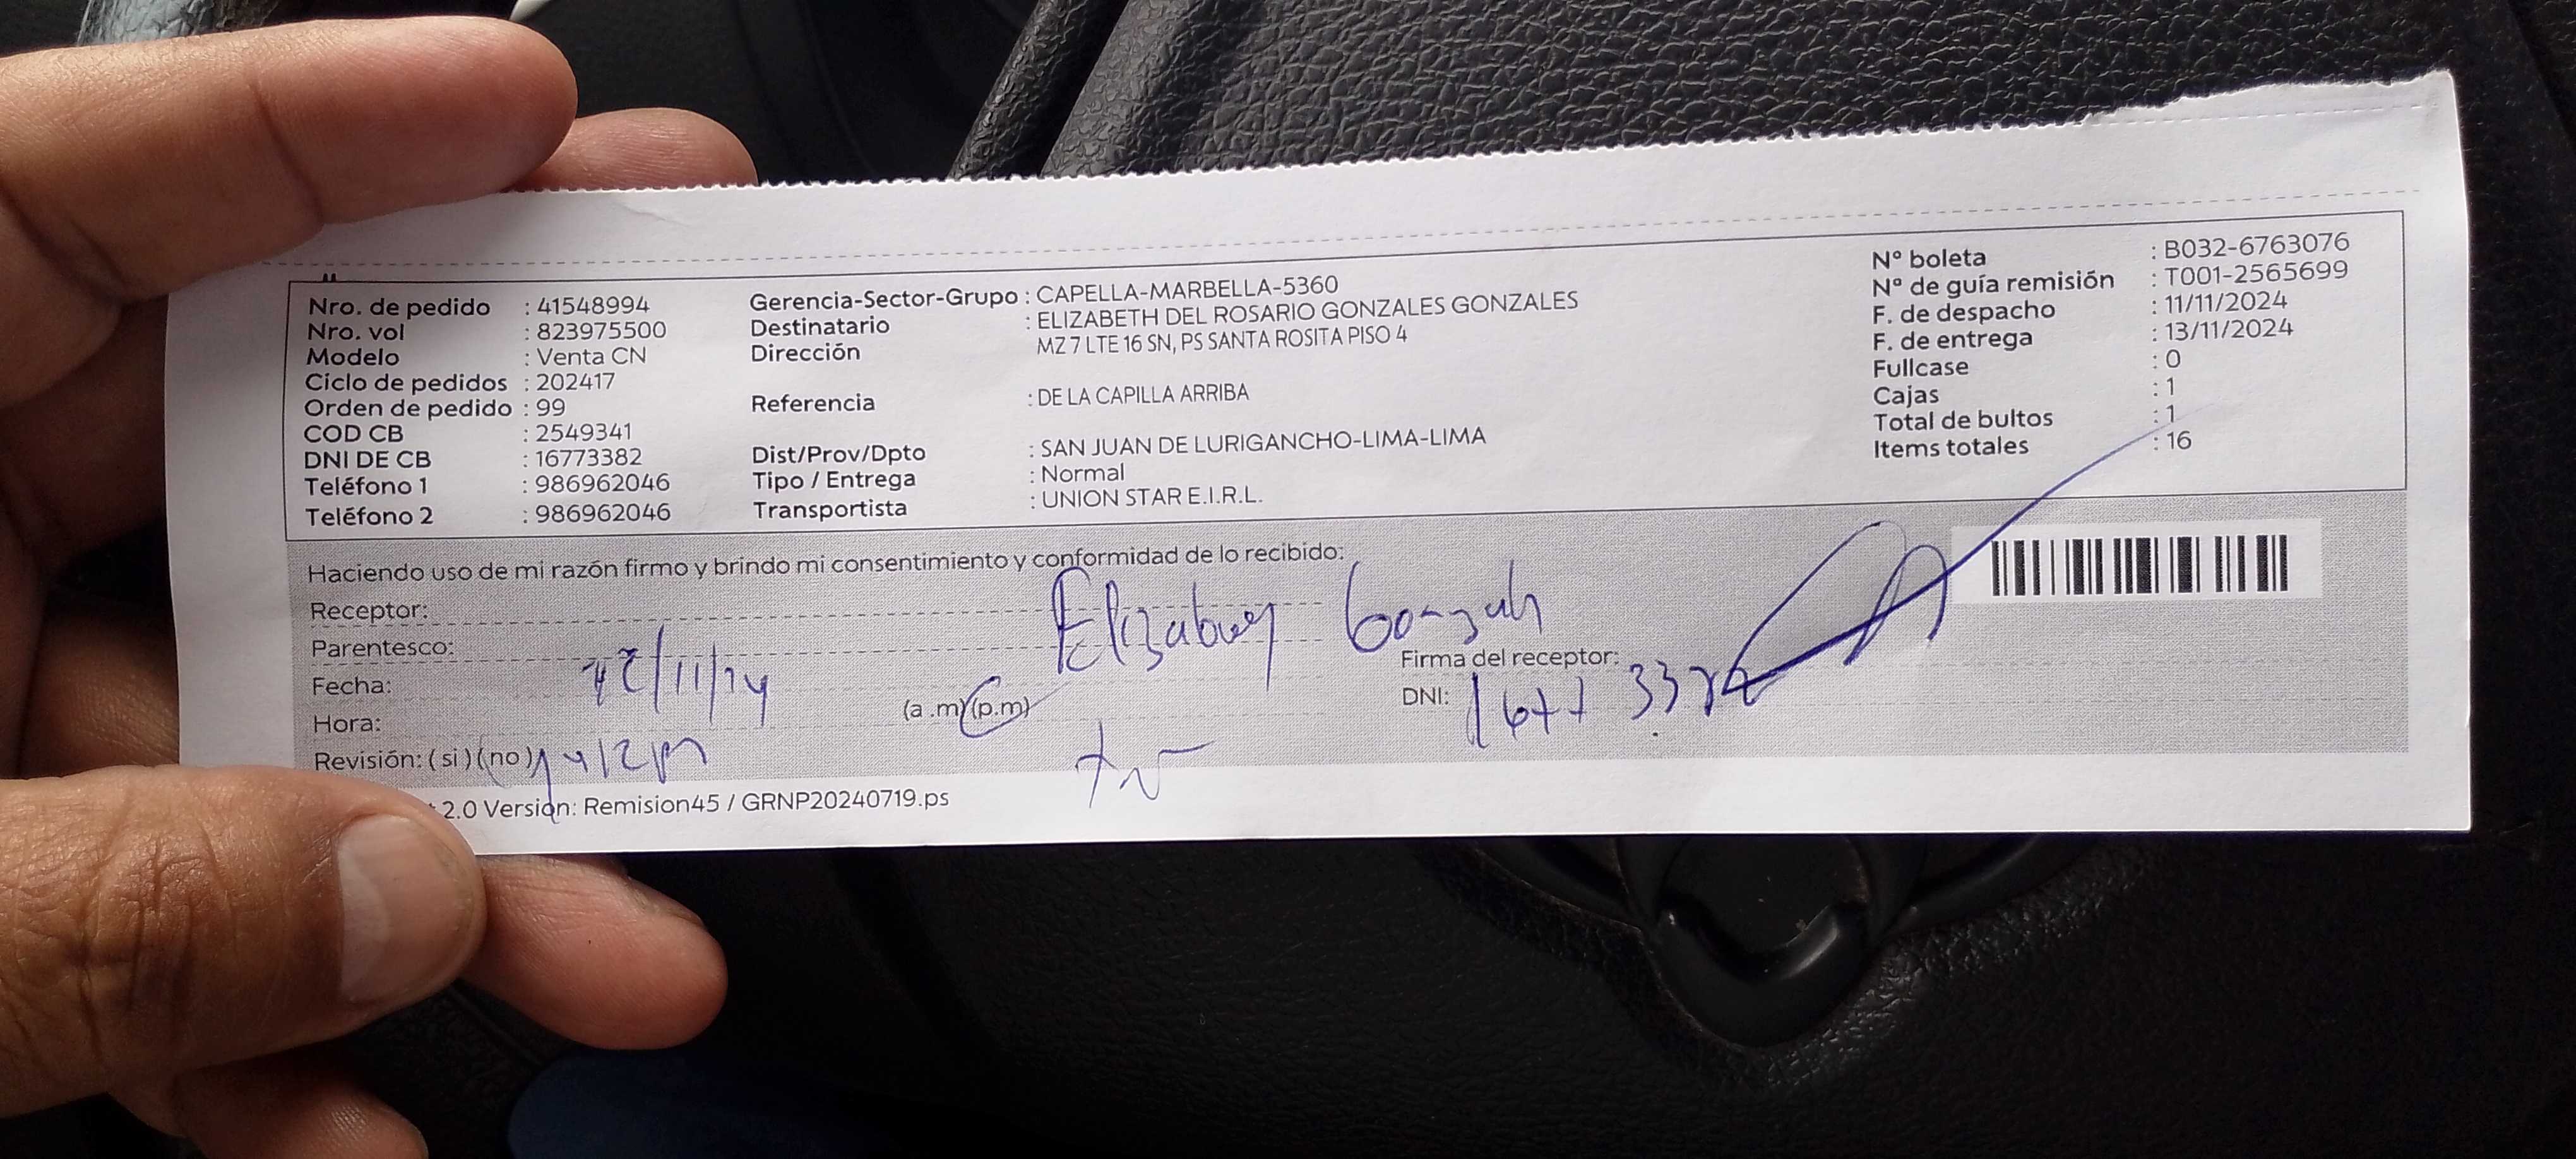 Nro. de pedido : 41548994
Nro. vol : 823975500
Modelo : Venta CN
Ciclo de pedidos : 202417
Orden de pedido : 99
COD CB : 2549341
DNI DE CB : 16773382
Teléfono 1 : 986962046
Teléfono 2 : 986962046
Gerencia-Sector-Grupo : CAPELLA-MARBELLA-5360
Destinatario : ELIZABETH DEL ROSARIO GONZALES GONZALES
Dirección MZ 7 LTE 16 SN, PS SANTA ROSITA PISO 4
Referencia : DE LA CAPILLA ARRIBA
Dist/Prov/Dpto : SAN JUAN DE LURIGANCHO-LIMA-LIMA
Tipo / Entrega : Normal
Transportista : UNION STAR E.I.R.L.
Nº boleta : B032-6763076
Nº de guía remisión : T001-2565699
F. de despacho : 11/11/2024
F. de entrega : 13/11/2024
Fullcase : 0
Cajas : 1
Total de bultos : 1
Items totales : 16
Haciendo uso de mi razón firmo y brindo mi consentimiento y conformidad de lo recibido:
Receptor:
Parentesco:
Fecha:
Hora: (a .m) (p.m)
Revisión: ( si ) (no)
Firma del receptor:
DNI:
2.0 Version: Remision45 / GRNP20240719.ps